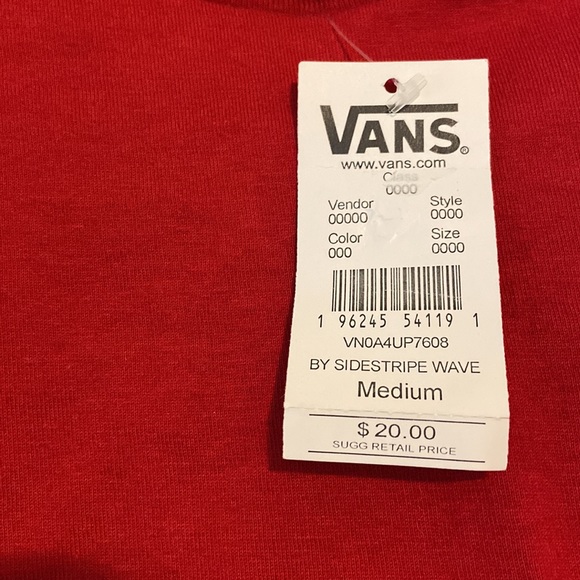 VANS®
www.vans.com
Class
0000
Vendor Style
00000 0000
Color Size
000 0000
1 96245 54119 1
VN0A4UP7608
BY SIDESTRIPE WAVE
Medium
$20.00
SUGG RETAIL PRICE